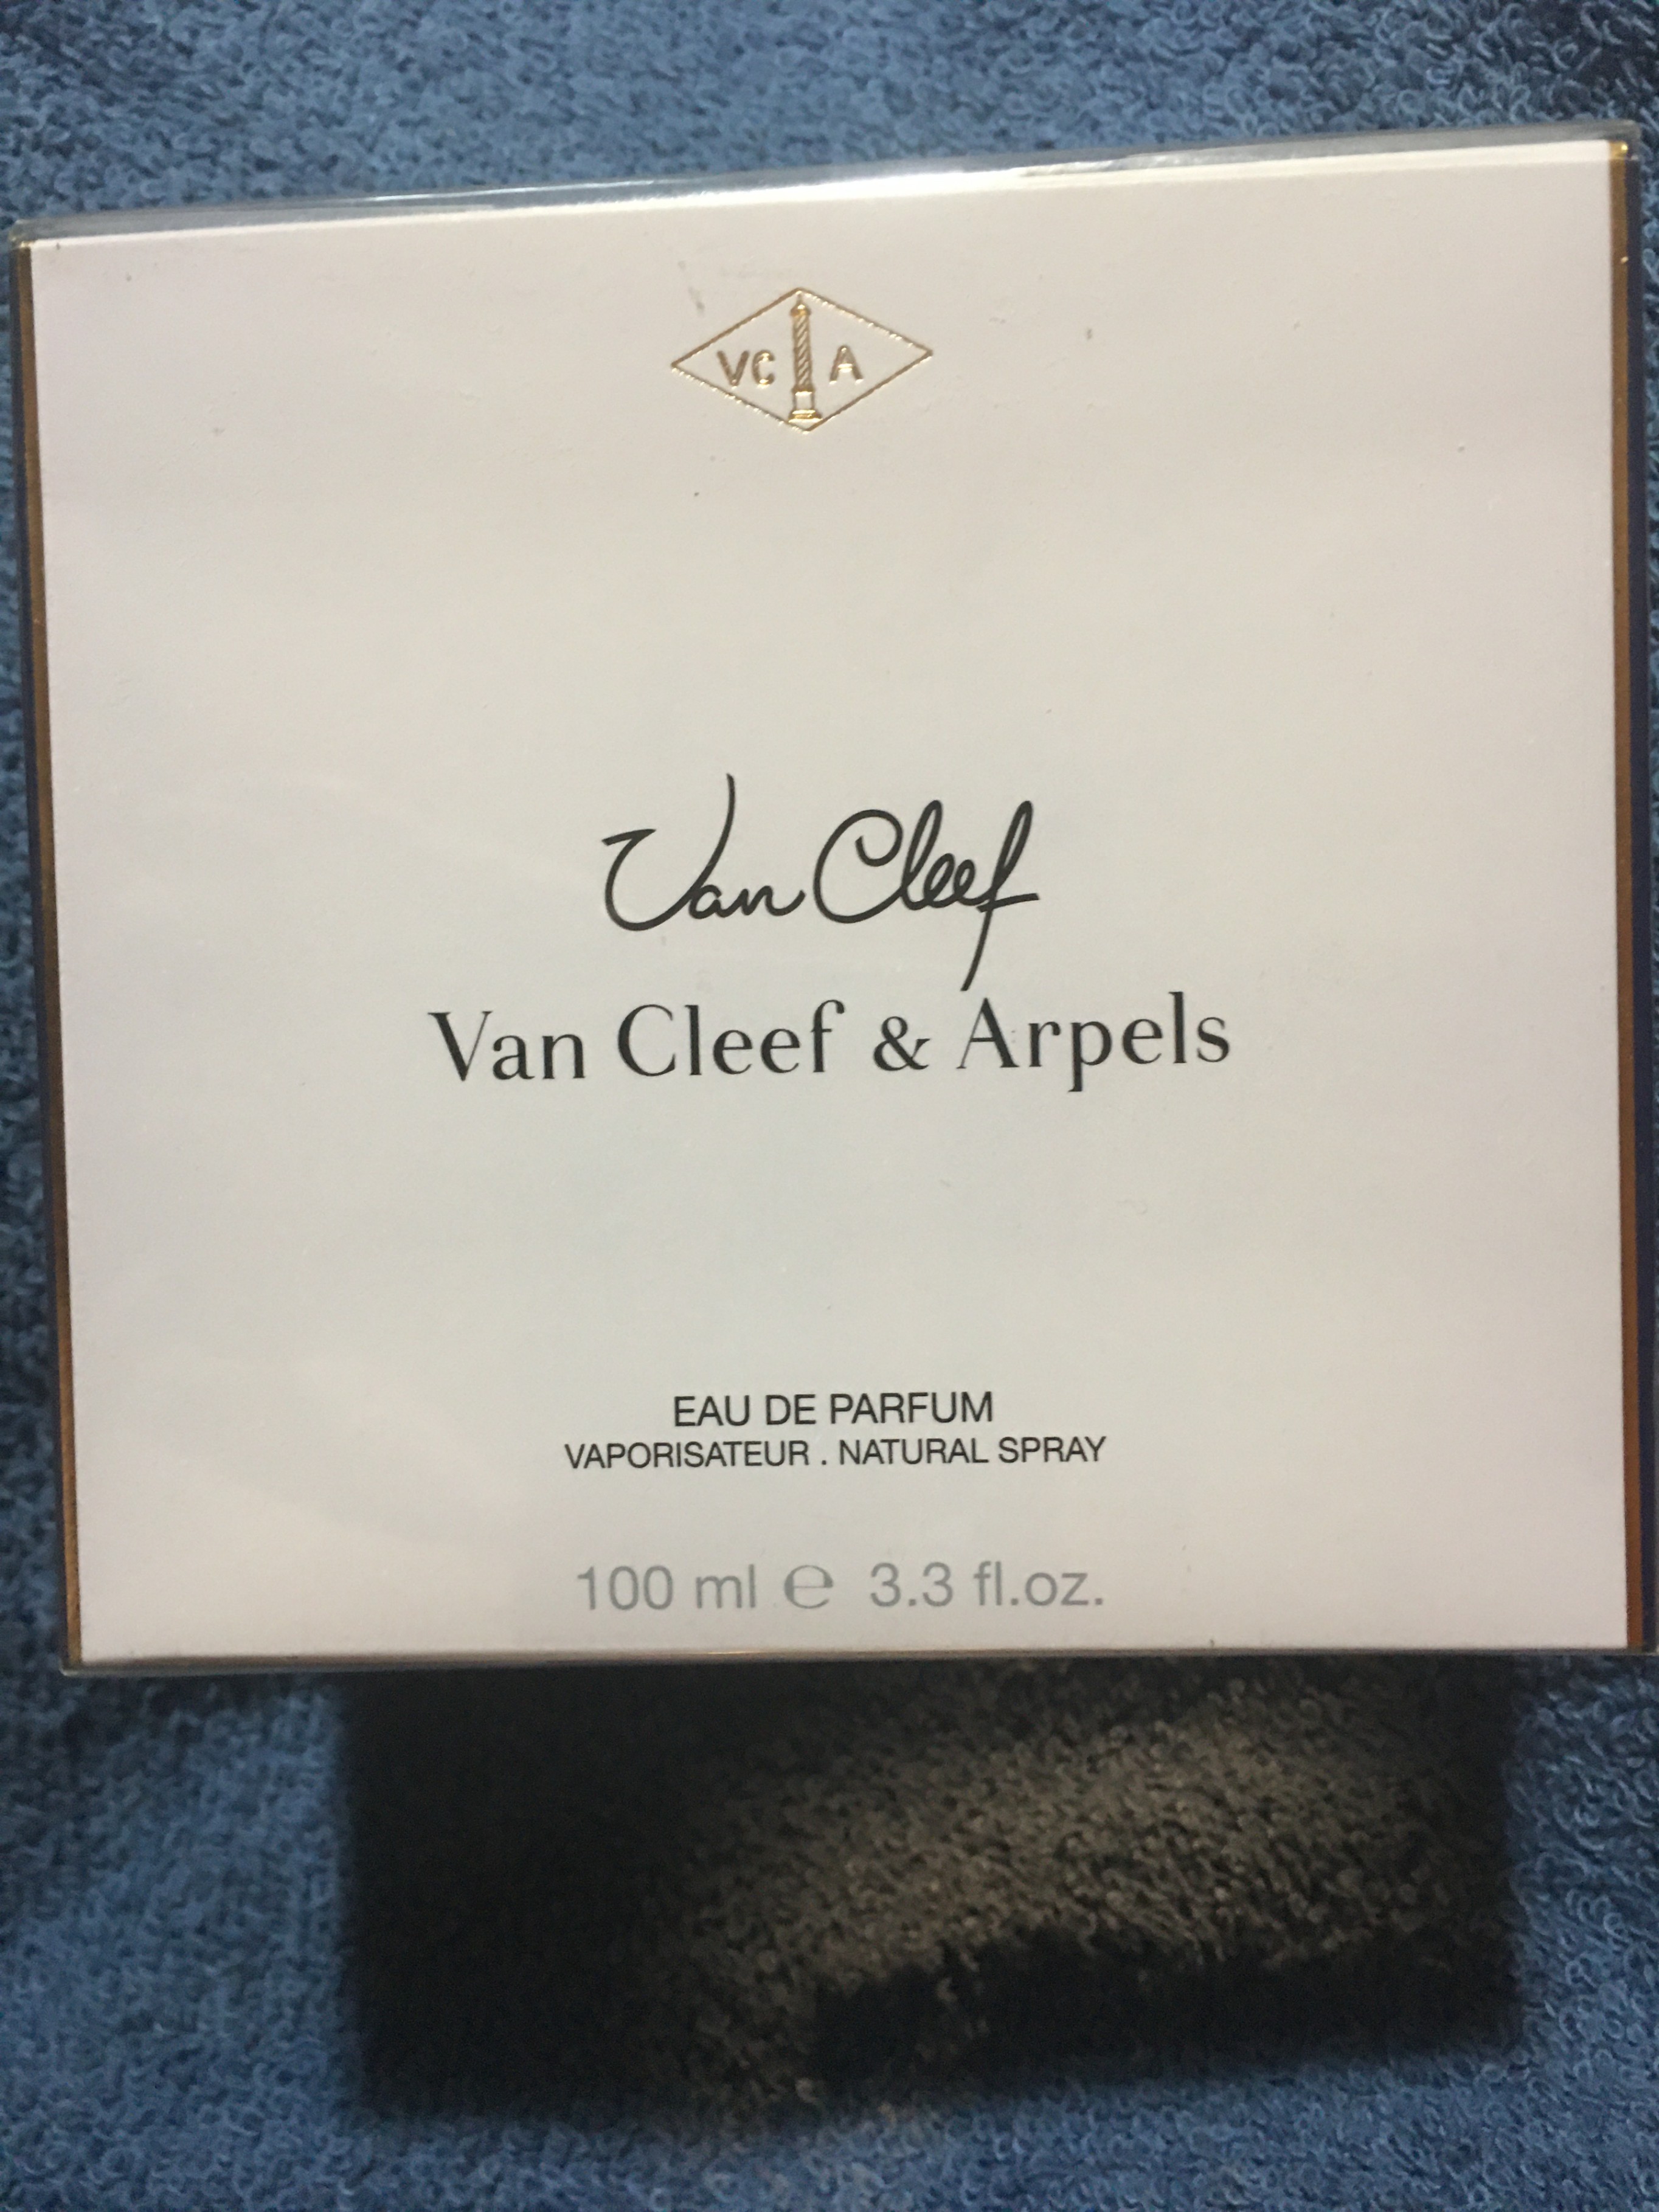 VC A
Van Cleef
Van Cleef & Arpels
EAU DE PARFUM
VAPORISATEUR . NATURAL SPRAY
100 ml ℮ 3.3 fl.oz.